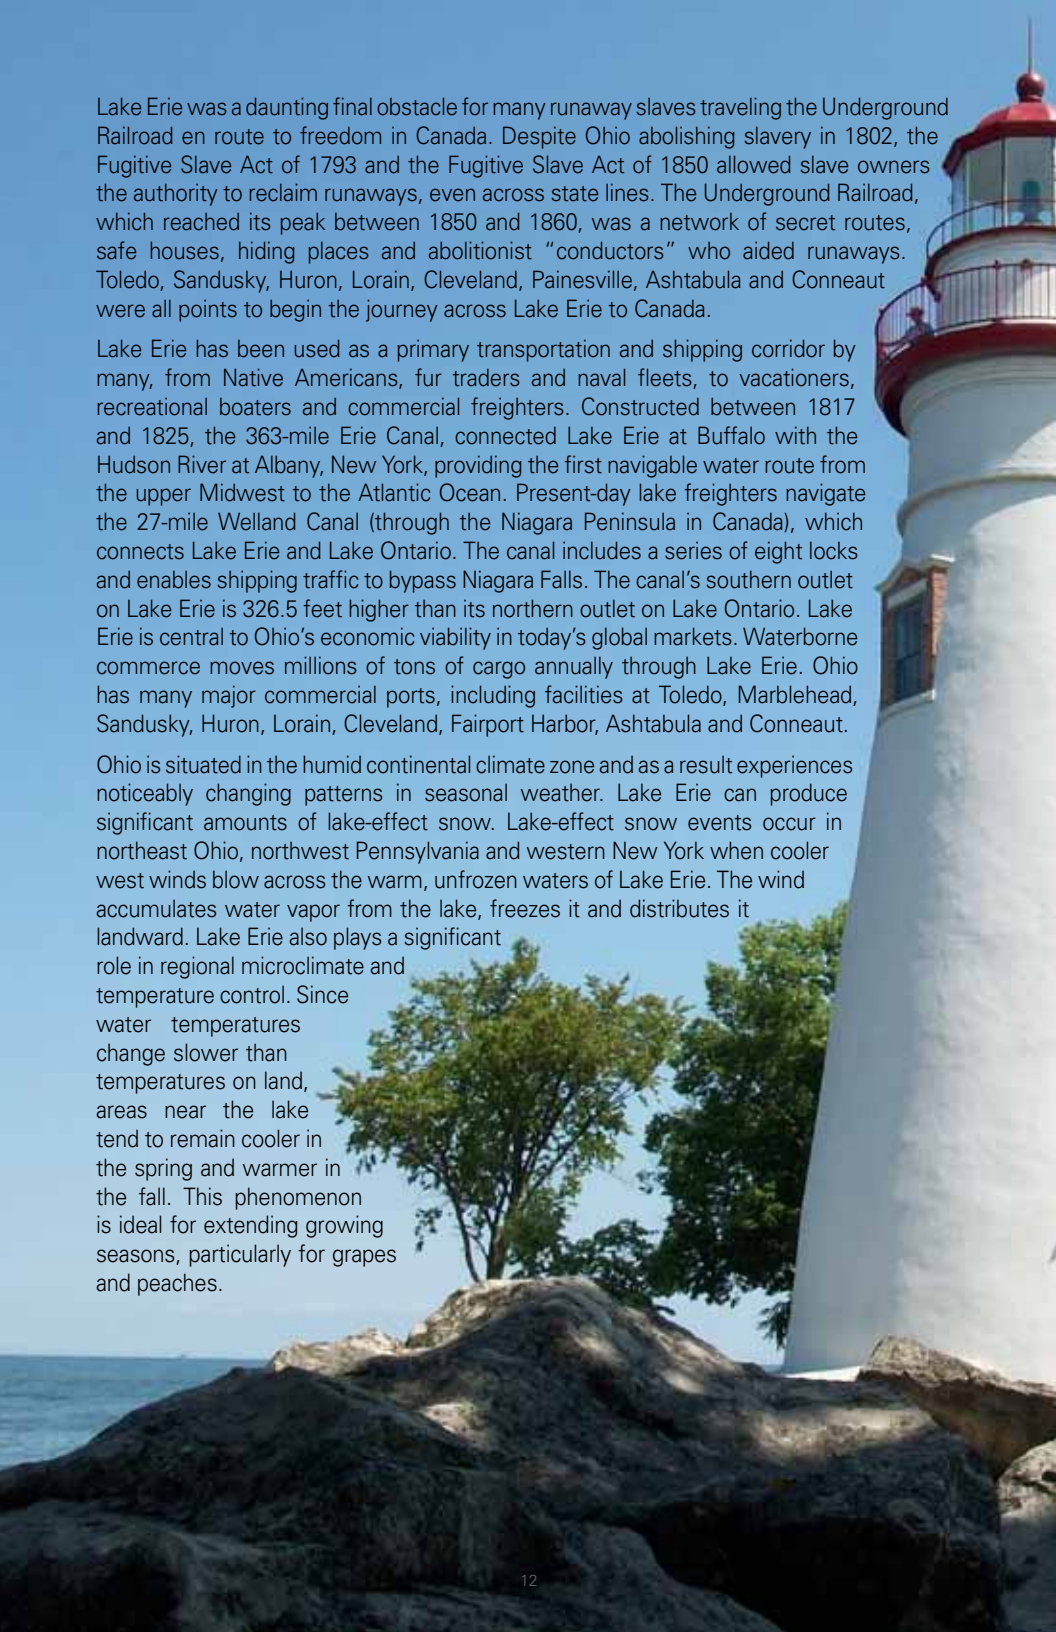 Lake Erie was a daunting final obstacle for many runaway slaves traveling the Underground
Railroad en route to freedom in Canada. Despite Ohio abolishing slavery in 1802, the
Fugitive Slave Act of 1793 and the Fugitive Slave Act of 1850 allowed slave owners
the authority to reclaim runaways, even across state lines. The Underground Railroad,
which reached its peak between 1850 and 1860, was a network of secret routes,
safe houses, hiding places and abolitionist “conductors” who aided runaways.
Toledo, Sandusky, Huron, Lorain, Cleveland, Painesville, Ashtabula and Conneaut
were all points to begin the journey across Lake Erie to Canada.
Lake Erie has been used as a primary transportation and shipping corridor by
many, from Native Americans, fur traders and naval fleets, to vacationers,
recreational boaters and commercial freighters. Constructed between 1817
and 1825, the 363-mile Erie Canal, connected Lake Erie at Buffalo with the
Hudson River at Albany, New York, providing the first navigable water route from
the upper Midwest to the Atlantic Ocean. Present-day lake freighters navigate
the 27-mile Welland Canal (through the Niagara Peninsula in Canada), which
connects Lake Erie and Lake Ontario. The canal includes a series of eight locks
and enables shipping traffic to bypass Niagara Falls. The canal’s southern outlet
on Lake Erie is 326.5 feet higher than its northern outlet on Lake Ontario. Lake
Erie is central to Ohio’s economic viability in today’s global markets. Waterborne
commerce moves millions of tons of cargo annually through Lake Erie. Ohio
has many major commercial ports, including facilities at Toledo, Marblehead,
Sandusky, Huron, Lorain, Cleveland, Fairport Harbor, Ashtabula and Conneaut.
Ohio is situated in the humid continental climate zone and as a result experiences
noticeably changing patterns in seasonal weather. Lake Erie can produce
significant amounts of lake-effect snow. Lake-effect snow events occur in
northeast Ohio, northwest Pennsylvania and western New York when cooler
west winds blow across the warm, unfrozen waters of Lake Erie. The wind
accumulates water vapor from the lake, freezes it and distributes it
landward. Lake Erie also plays a significant
role in regional microclimate and
temperature control. Since
water temperatures
change slower than
temperatures on land,
areas near the lake
tend to remain cooler in
the spring and warmer in
the fall. This phenomenon
is ideal for extending growing
seasons, particularly for grapes
and peaches.
12